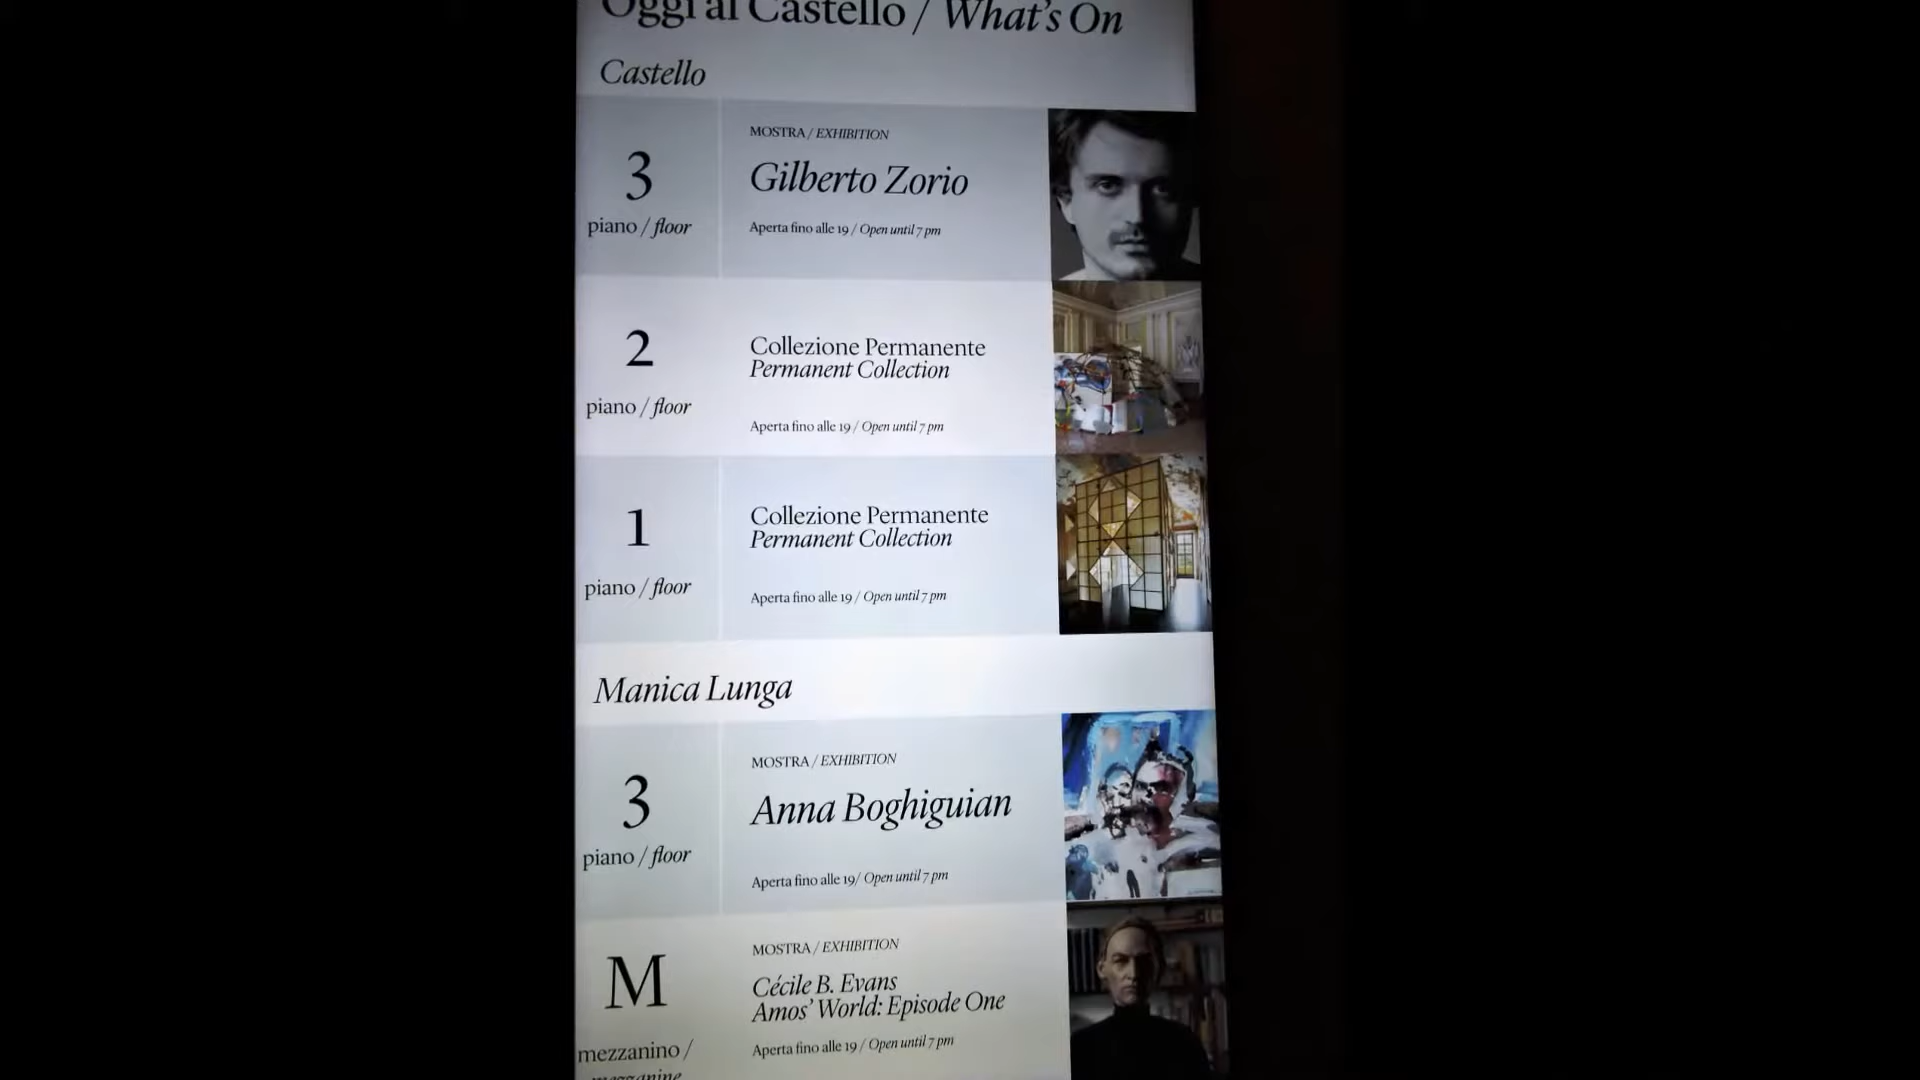 Oggi al Castello / What's On
Castello
3
piano / floor
MOSTRA / EXHIBITION
Gilberto Zorio
Aperta fino alle 19 / Open until 7 pm
2
piano / floor
Collezione Permanente
Permanent Collection
Aperta fino alle 19 / Open until 7 pm
1
piano / floor
Collezione Permanente
Permanent Collection
Aperta fino alle 19 / Open until 7 pm
Manica Lunga
3
piano / floor
MOSTRA / EXHIBITION
Anna Boghiguian
Aperta fino alle 19/ Open until 7 pm
M
mezzanino /
mezzanine
MOSTRA / EXHIBITION
Cécile B. Evans
Amos' World: Episode One
Aperta fino alle 19 / Open until 7 pm